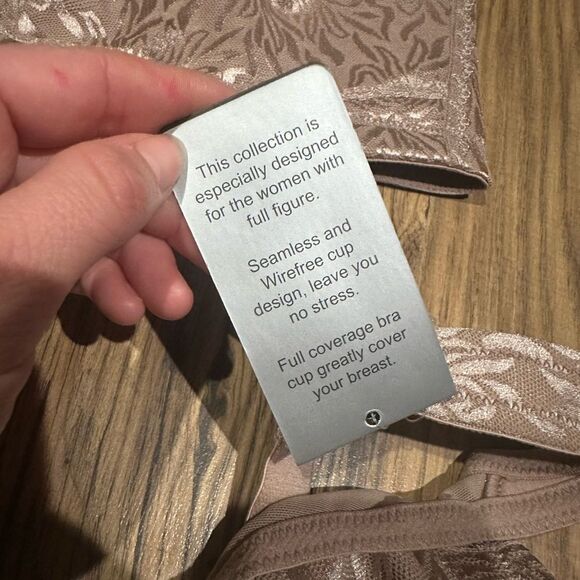 This collection is
especially designed
for the women with
full figure.
Seamless and
Wirefree cup
design, leave you
no stress.
Full coverage bra
cup greatly cover
your breast.